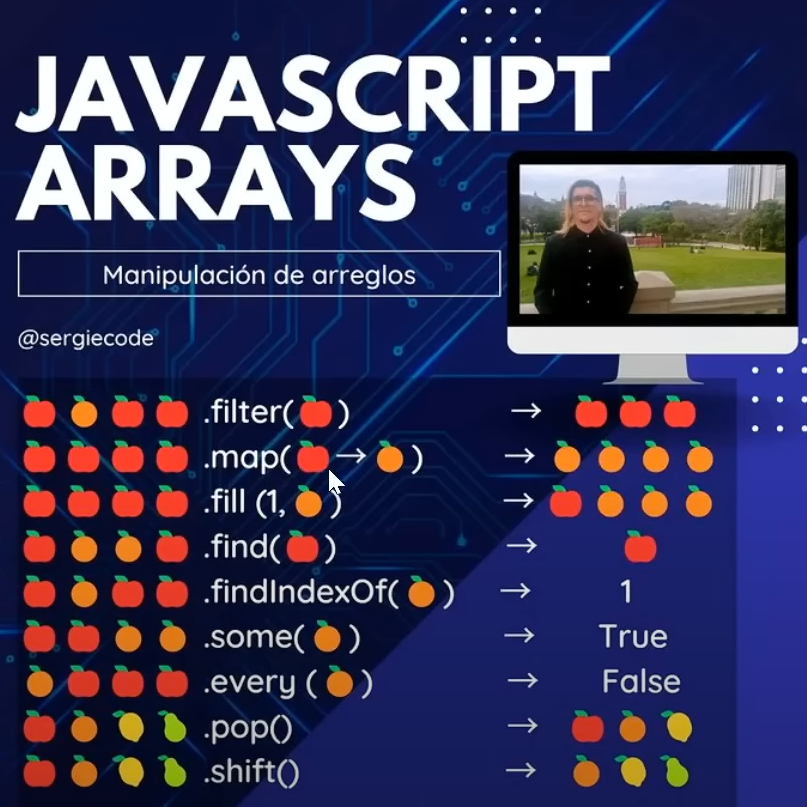 JAVASCRIPT
ARRAYS
Manipulación de arreglos
@sergiecode
🍎🍊🍎🍎 .filter(🍎) → 🍎🍎🍎
🍎🍎🍎🍎 .map(🍎→🍊) → 🍊🍊🍊🍊
🍎🍎🍎🍎 .fill (1, 🍊) → 🍎🍊🍊🍊
🍎🍊🍊🍎 .find(🍎) → 🍎
🍎🍊🍎🍎 .findIndexOf(🍊) → 1
🍎🍎🍊🍊 .some(🍊) → True
🍊🍎🍎🍎 .every (🍊) → False
🍎🍊🍋🍐 .pop() → 🍎🍊🍋
🍎🍊🍋🍐 .shift() → 🍊🍋🍐